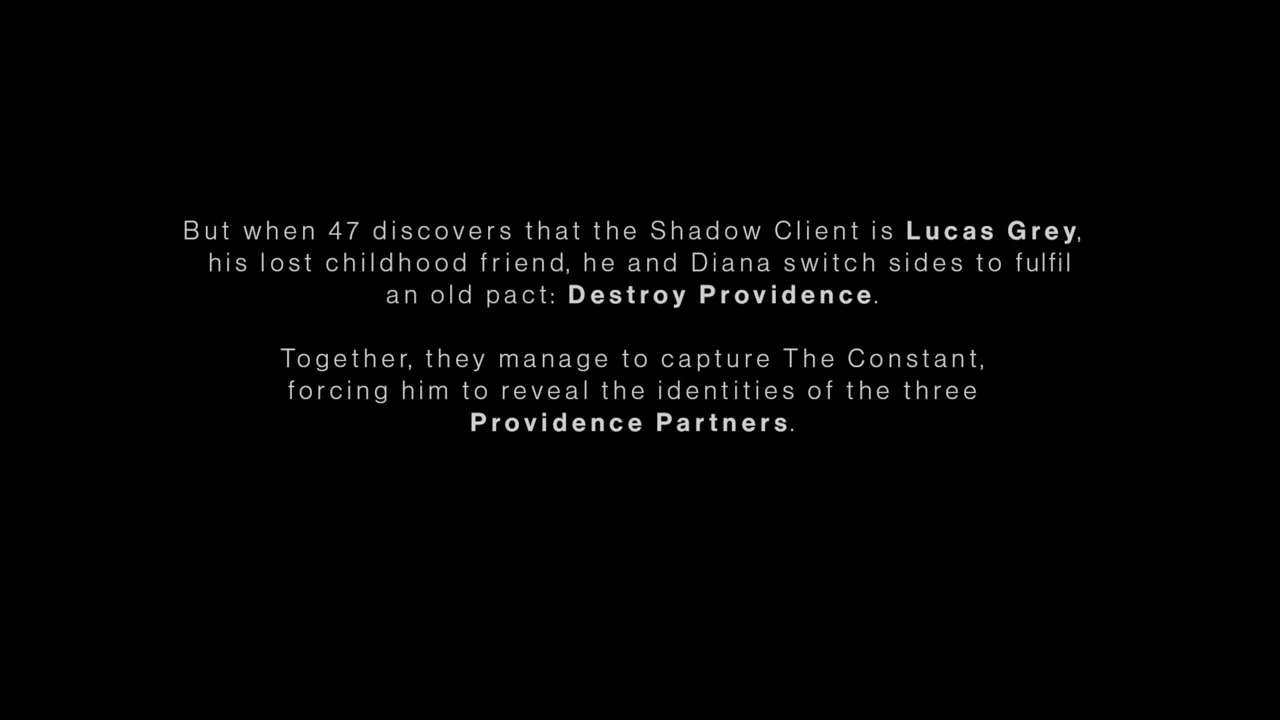 But when 47 discovers that the Shadow Client is Lucas Grey,
his lost childhood friend, he and Diana switch sides to fulfil
an old pact: Destroy Providence.
Together, they manage to capture The Constant,
forcing him to reveal the identities of the three
Providence Partners.